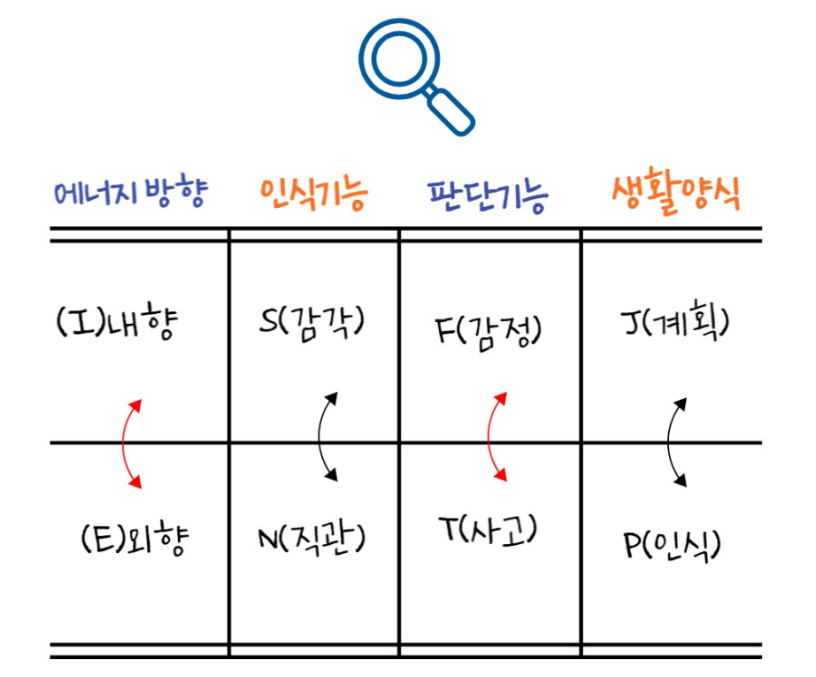 에너지 방향 인식기능 판단기능 생활양식
(I)내향 S(감각) F(감정) J(계획)
(E)외향 N(직관) T(사고) P(인식)